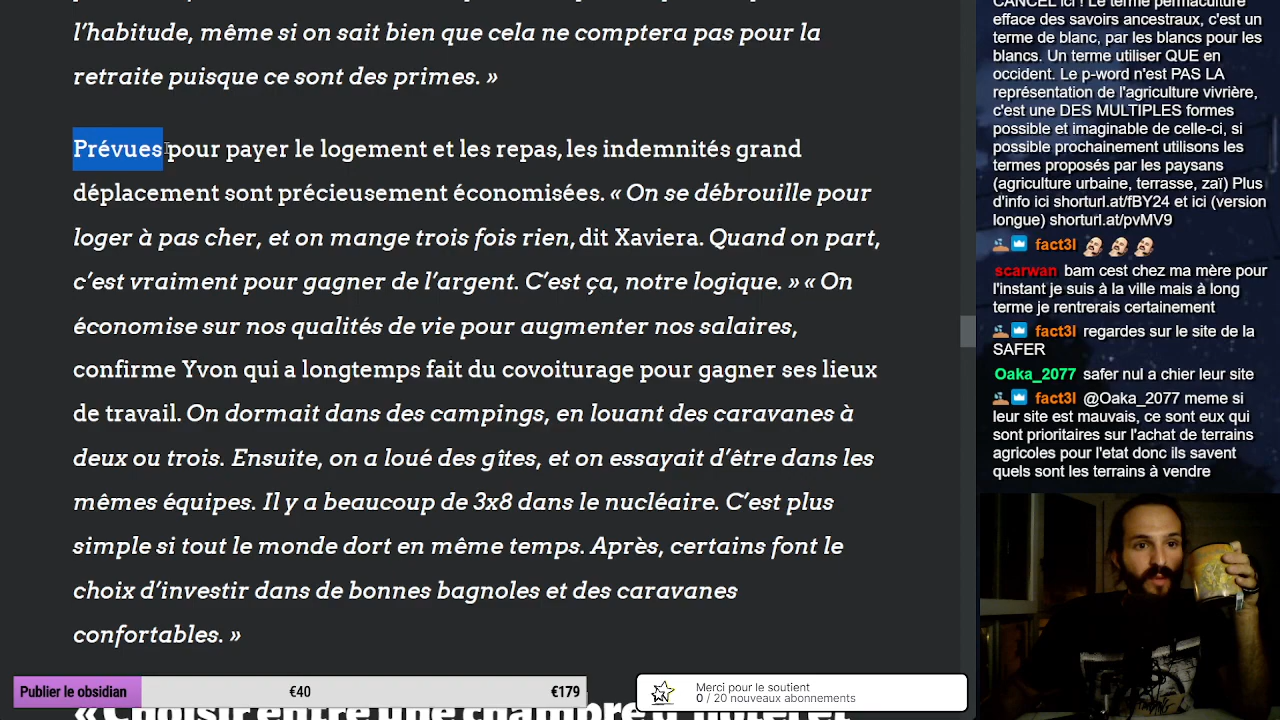 l’habitude, même si on sait bien que cela ne comptera pas pour la
retraite puisque ce sont des primes. »
Prévues pour payer le logement et les repas, les indemnités grand
déplacement sont précieusement économisées. « On se débrouille pour
loger à pas cher, et on mange trois fois rien, dit Xaviera. Quand on part,
c’est vraiment pour gagner de l’argent. C’est ça, notre logique. » « On
économise sur nos qualités de vie pour augmenter nos salaires,
confirme Yvon qui a longtemps fait du covoiturage pour gagner ses lieux
de travail. On dormait dans des campings, en louant des caravanes à
deux ou trois. Ensuite, on a loué des gîtes, et on essayait d’être dans les
mêmes équipes. Il y a beaucoup de 3x8 dans le nucléaire. C’est plus
simple si tout le monde dort en même temps. Après, certains font le
choix d’investir dans de bonnes bagnoles et des caravanes
confortables. »
« Choisir entre une chambre d’hôtel et
Publier le obsidian €40 €179
Merci pour le soutient
0 / 20 nouveaux abonnements
CANCEL ici ! Le terme permaculture
efface des savoirs ancestraux, c'est un
terme de blanc, par les blancs pour les
blancs. Un terme utiliser QUE en
occident. Le p-word n'est PAS LA
représentation de l'agriculture vivrière,
c'est une DES MULTIPLES formes
possible et imaginable de celle-ci, si
possible prochainement utilisons les
termes proposés par les paysans
(agriculture urbaine, terrasse, zaï) Plus
d'info ici shorturl.at/fBY24 et ici (version
longue) shorturl.at/pvMV9
fact3l
scarwan bam cest chez ma mère pour
l'instant je suis à la ville mais à long
terme je rentrerais certainement
fact3l regardes sur le site de la
SAFER
Oaka_2077 safer nul a chier leur site
fact3l @Oaka_2077 meme si
leur site est mauvais, ce sont eux qui
sont prioritaires sur l'achat de terrains
agricoles pour l'etat donc ils savent
quels sont les terrains à vendre